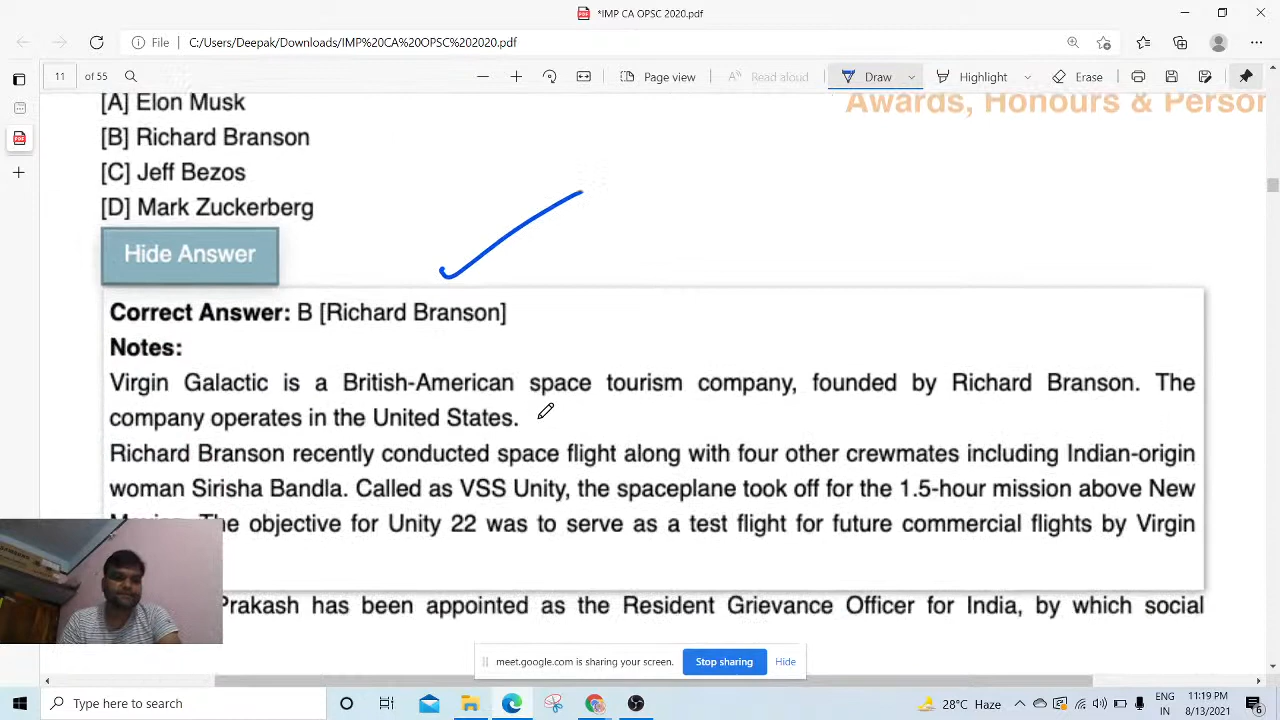 *IMP CA OPSC 2020.pdf
File C:/Users/Deepak/Downloads/IMP%20CA%20OPSC%202020.pdf
11 of 55 Page view Read aloud Draw Highlight Erase
[A] Elon Musk
Awards, Honours & Person
[B] Richard Branson
[C] Jeff Bezos
[D] Mark Zuckerberg
Hide Answer
Correct Answer: B [Richard Branson]
Notes:
Virgin Galactic is a British-American space tourism company, founded by Richard Branson. The
company operates in the United States.
Richard Branson recently conducted space flight along with four other crewmates including Indian-origin
woman Sirisha Bandla. Called as VSS Unity, the spaceplane took off for the 1.5-hour mission above New
The objective for Unity 22 was to serve as a test flight for future commercial flights by Virgin
Prakash has been appointed as the Resident Grievance Officer for India, by which social
meet.google.com is sharing your screen. Stop sharing Hide
Type here to search
28°C Haze
ENG
IN
11:19 PM
8/13/2021
6